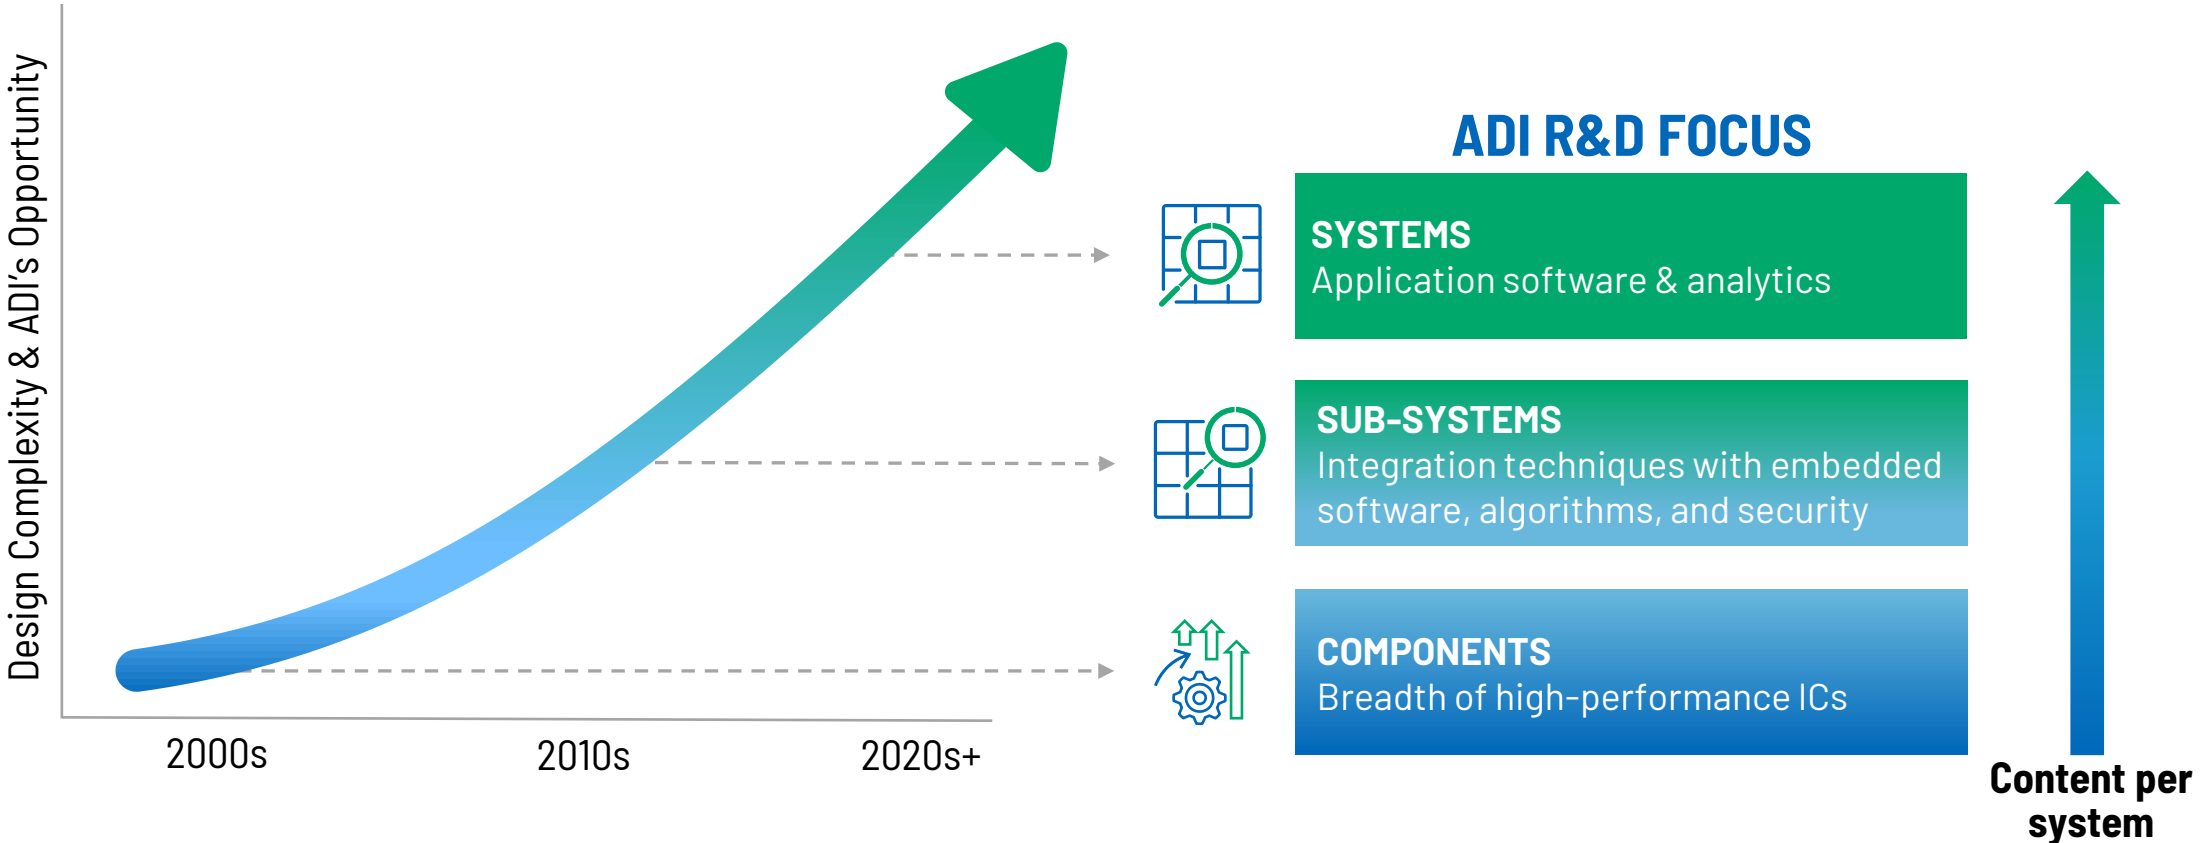 Design Complexity & ADI's Opportunity
2000s
2010s
2020s+
ADI R&D FOCUS
SYSTEMS
Application software & analytics
SUB-SYSTEMS
Integration techniques with embedded
software, algorithms, and security
COMPONENTS
Breadth of high-performance ICs
Content per
system